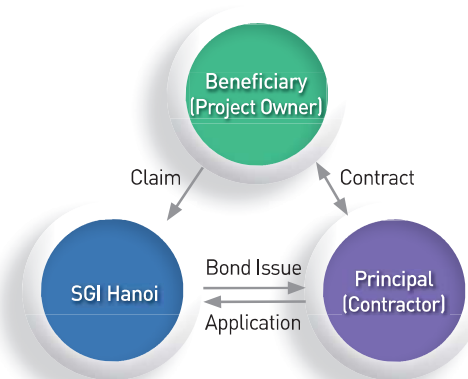 Beneficiary
(Project Owner)
Claim
Contract
SGI Hanoi
Bond Issue
Application
Principal
(Contractor)